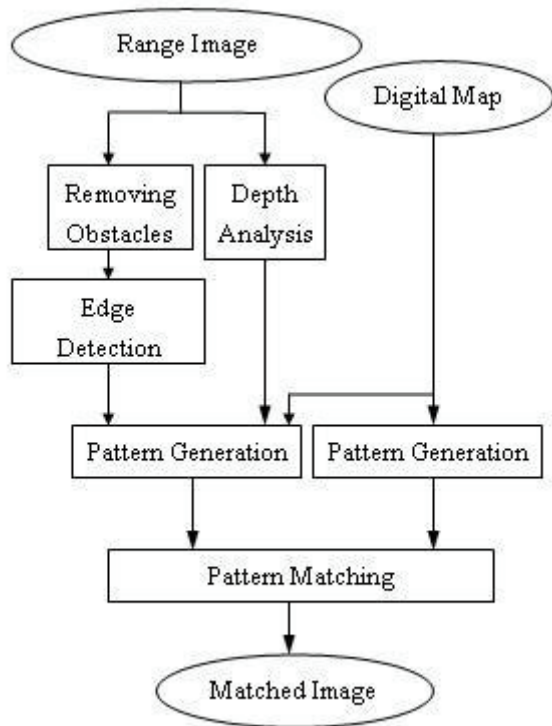 Range Image
Digital Map
Removing
Obstacles
Depth
Analysis
Edge
Detection
Pattern Generation
Pattern Generation
Pattern Matching
Matched Image